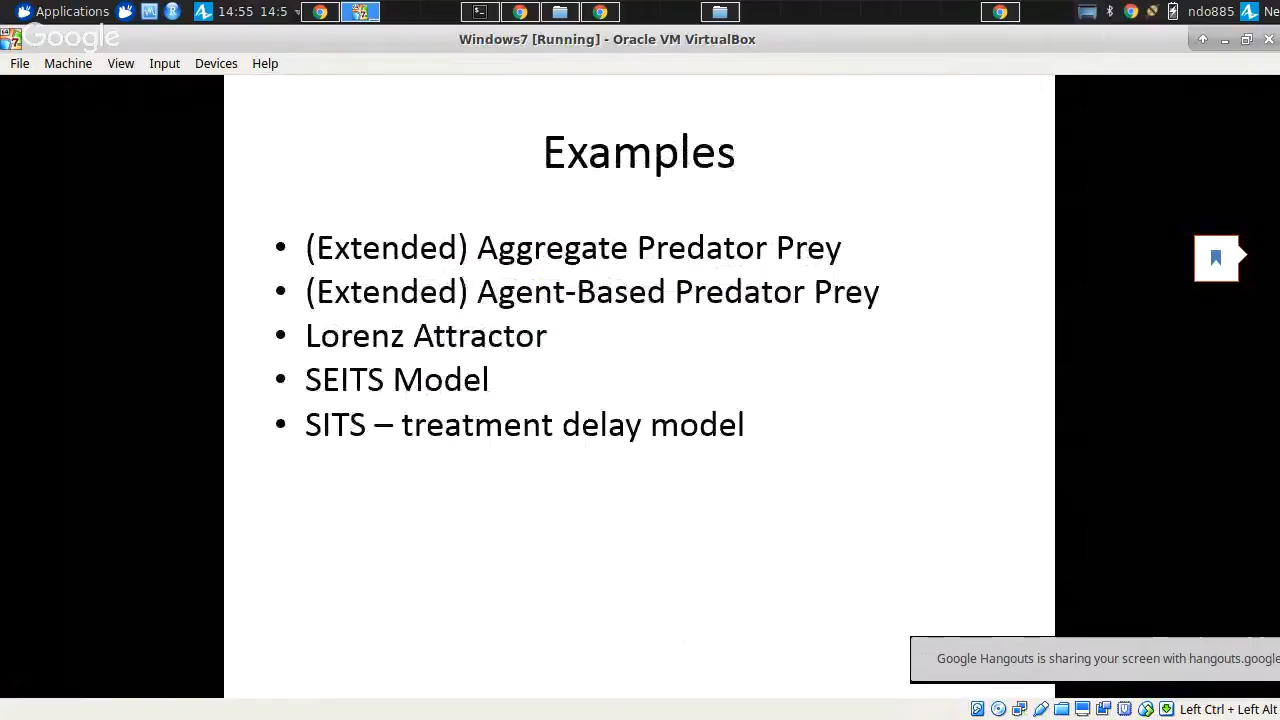 Applications 14:55 14:5 ndo885 Ne
Google
Windows7 [Running] - Oracle VM VirtualBox
File Machine View Input Devices Help
Examples
• (Extended) Aggregate Predator Prey
• (Extended) Agent-Based Predator Prey
• Lorenz Attractor
• SEITS Model
• SITS – treatment delay model
Google Hangouts is sharing your screen with hangouts.google
Left Ctrl + Left Alt